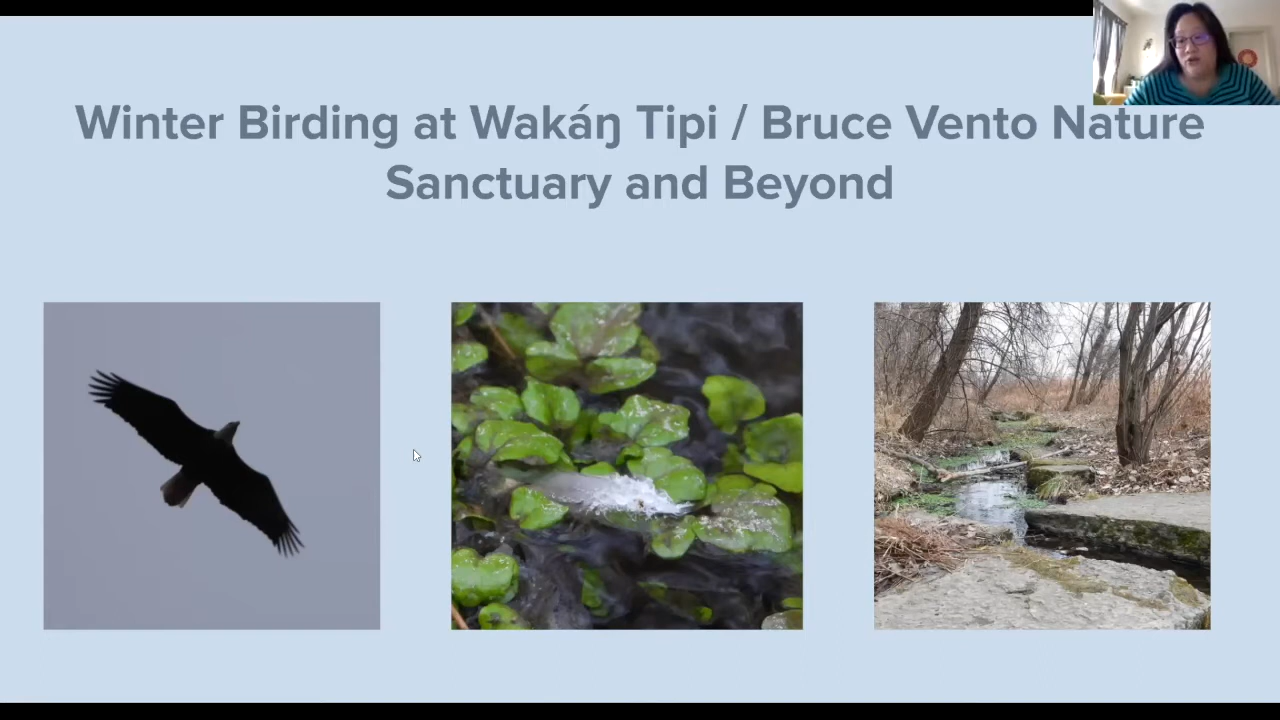 Winter Birding at Wakáŋ Tipi / Bruce Vento Nature
Sanctuary and Beyond